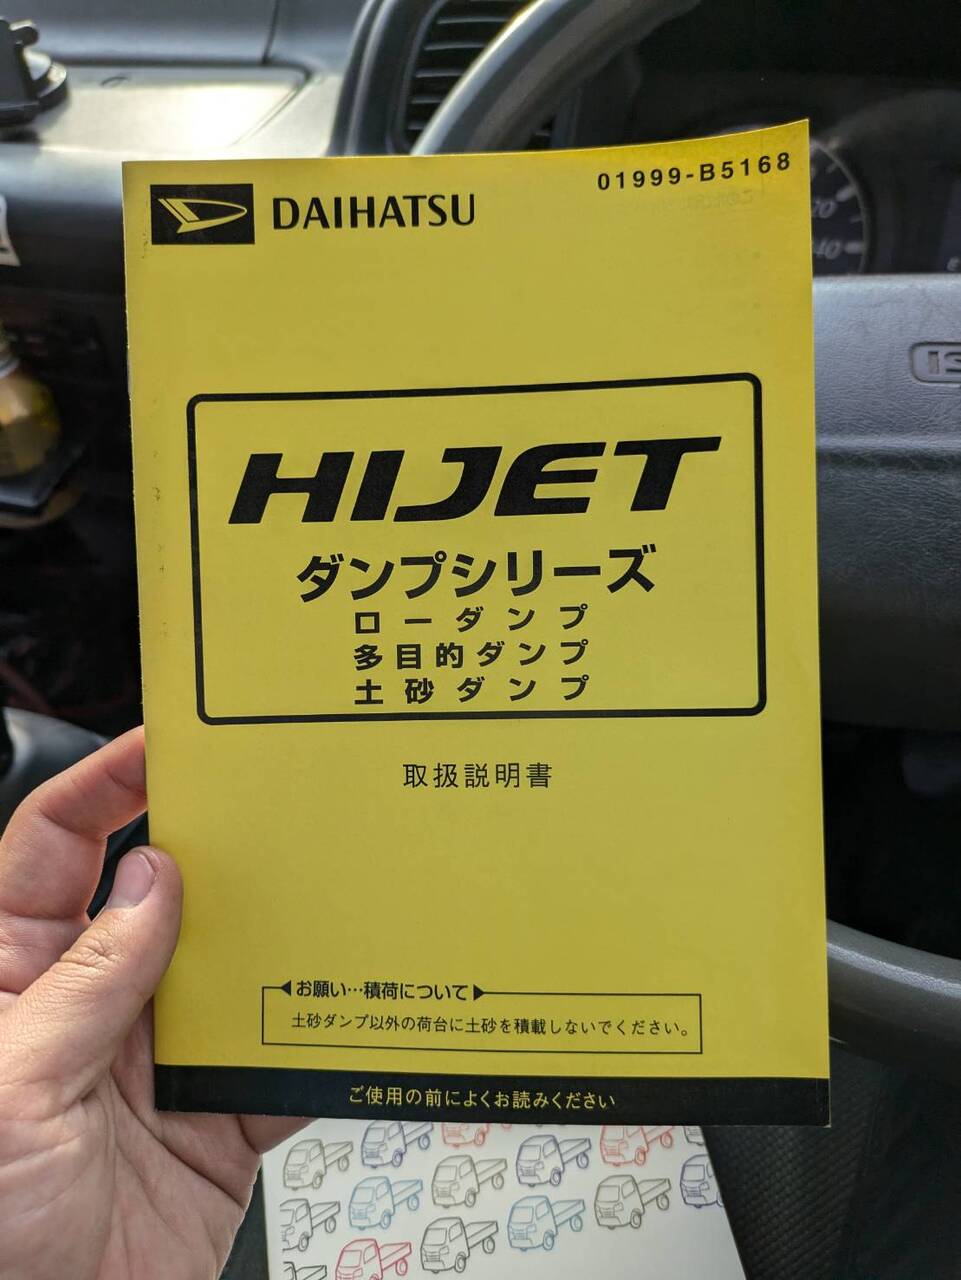 01999-B5168
DAIHATSU
HIJET
ダンプシリーズ
ローダンプ
多目的ダンプ
土砂ダンプ
取扱説明書
お願い…積荷について
土砂ダンプ以外の荷台に土砂を積載しないでください。
ご使用の前によくお読みください